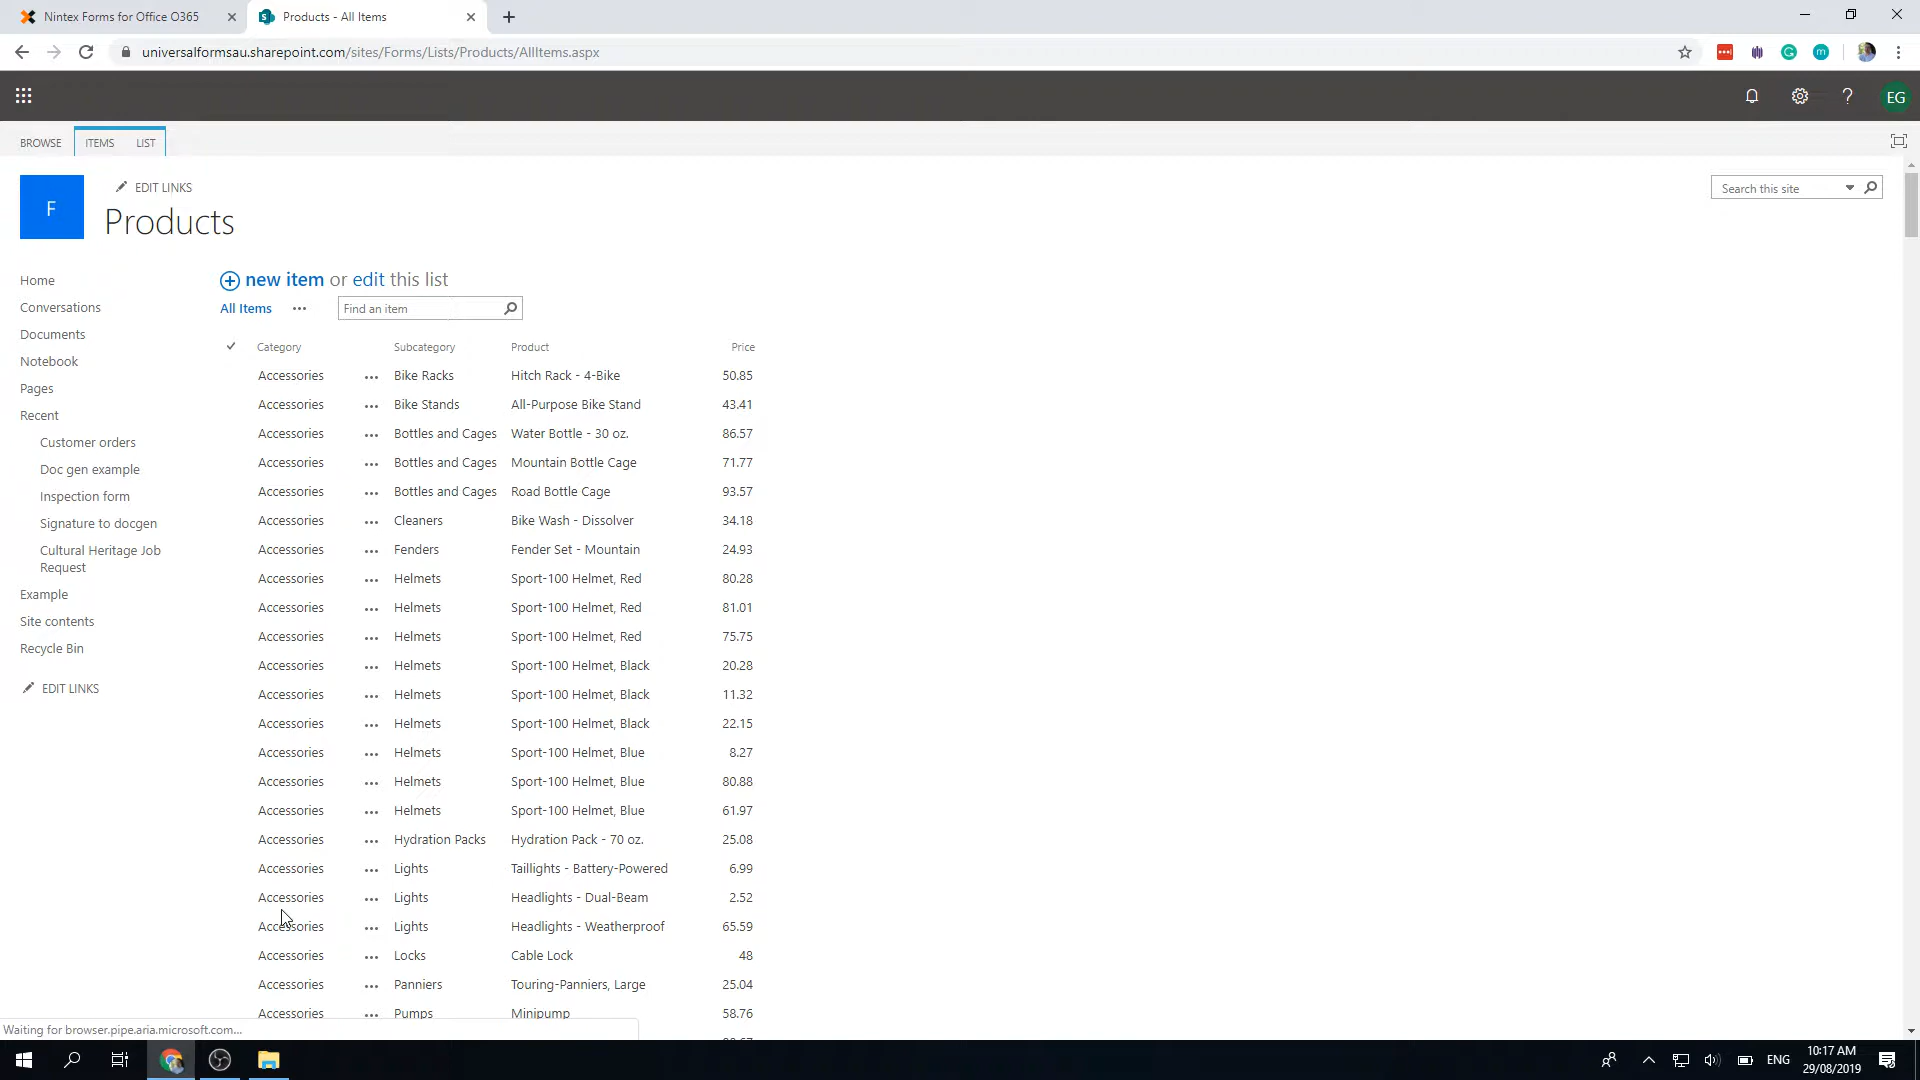 Nintex Forms for Office O365
Products - All Items
universalformsau.sharepoint.com/sites/Forms/Lists/Products/AllItems.aspx
EG
BROWSE ITEMS LIST
F
EDIT LINKS
Products
Search this site
Home
Conversations
Documents
Notebook
Pages
Recent
Customer orders
Doc gen example
Inspection form
Signature to docgen
Cultural Heritage Job
Request
Example
Site contents
Recycle Bin
EDIT LINKS
new item or edit this list
All Items ••• Find an item
Category Subcategory Product Price
Accessories ••• Bike Racks Hitch Rack - 4-Bike 50.85
Accessories ••• Bike Stands All-Purpose Bike Stand 43.41
Accessories ••• Bottles and Cages Water Bottle - 30 oz. 86.57
Accessories ••• Bottles and Cages Mountain Bottle Cage 71.77
Accessories ••• Bottles and Cages Road Bottle Cage 93.57
Accessories ••• Cleaners Bike Wash - Dissolver 34.18
Accessories ••• Fenders Fender Set - Mountain 24.93
Accessories ••• Helmets Sport-100 Helmet, Red 80.28
Accessories ••• Helmets Sport-100 Helmet, Red 81.01
Accessories ••• Helmets Sport-100 Helmet, Red 75.75
Accessories ••• Helmets Sport-100 Helmet, Black 20.28
Accessories ••• Helmets Sport-100 Helmet, Black 11.32
Accessories ••• Helmets Sport-100 Helmet, Black 22.15
Accessories ••• Helmets Sport-100 Helmet, Blue 8.27
Accessories ••• Helmets Sport-100 Helmet, Blue 80.88
Accessories ••• Helmets Sport-100 Helmet, Blue 61.97
Accessories ••• Hydration Packs Hydration Pack - 70 oz. 25.08
Accessories ••• Lights Taillights - Battery-Powered 6.99
Accessories ••• Lights Headlights - Dual-Beam 2.52
Accessories ••• Lights Headlights - Weatherproof 65.59
Accessories ••• Locks Cable Lock 48
Accessories ••• Panniers Touring-Panniers, Large 25.04
Accessories ••• Pumps Minipump 58.76
Waiting for browser.pipe.aria.microsoft.com...
ENG
10:17 AM
29/08/2019